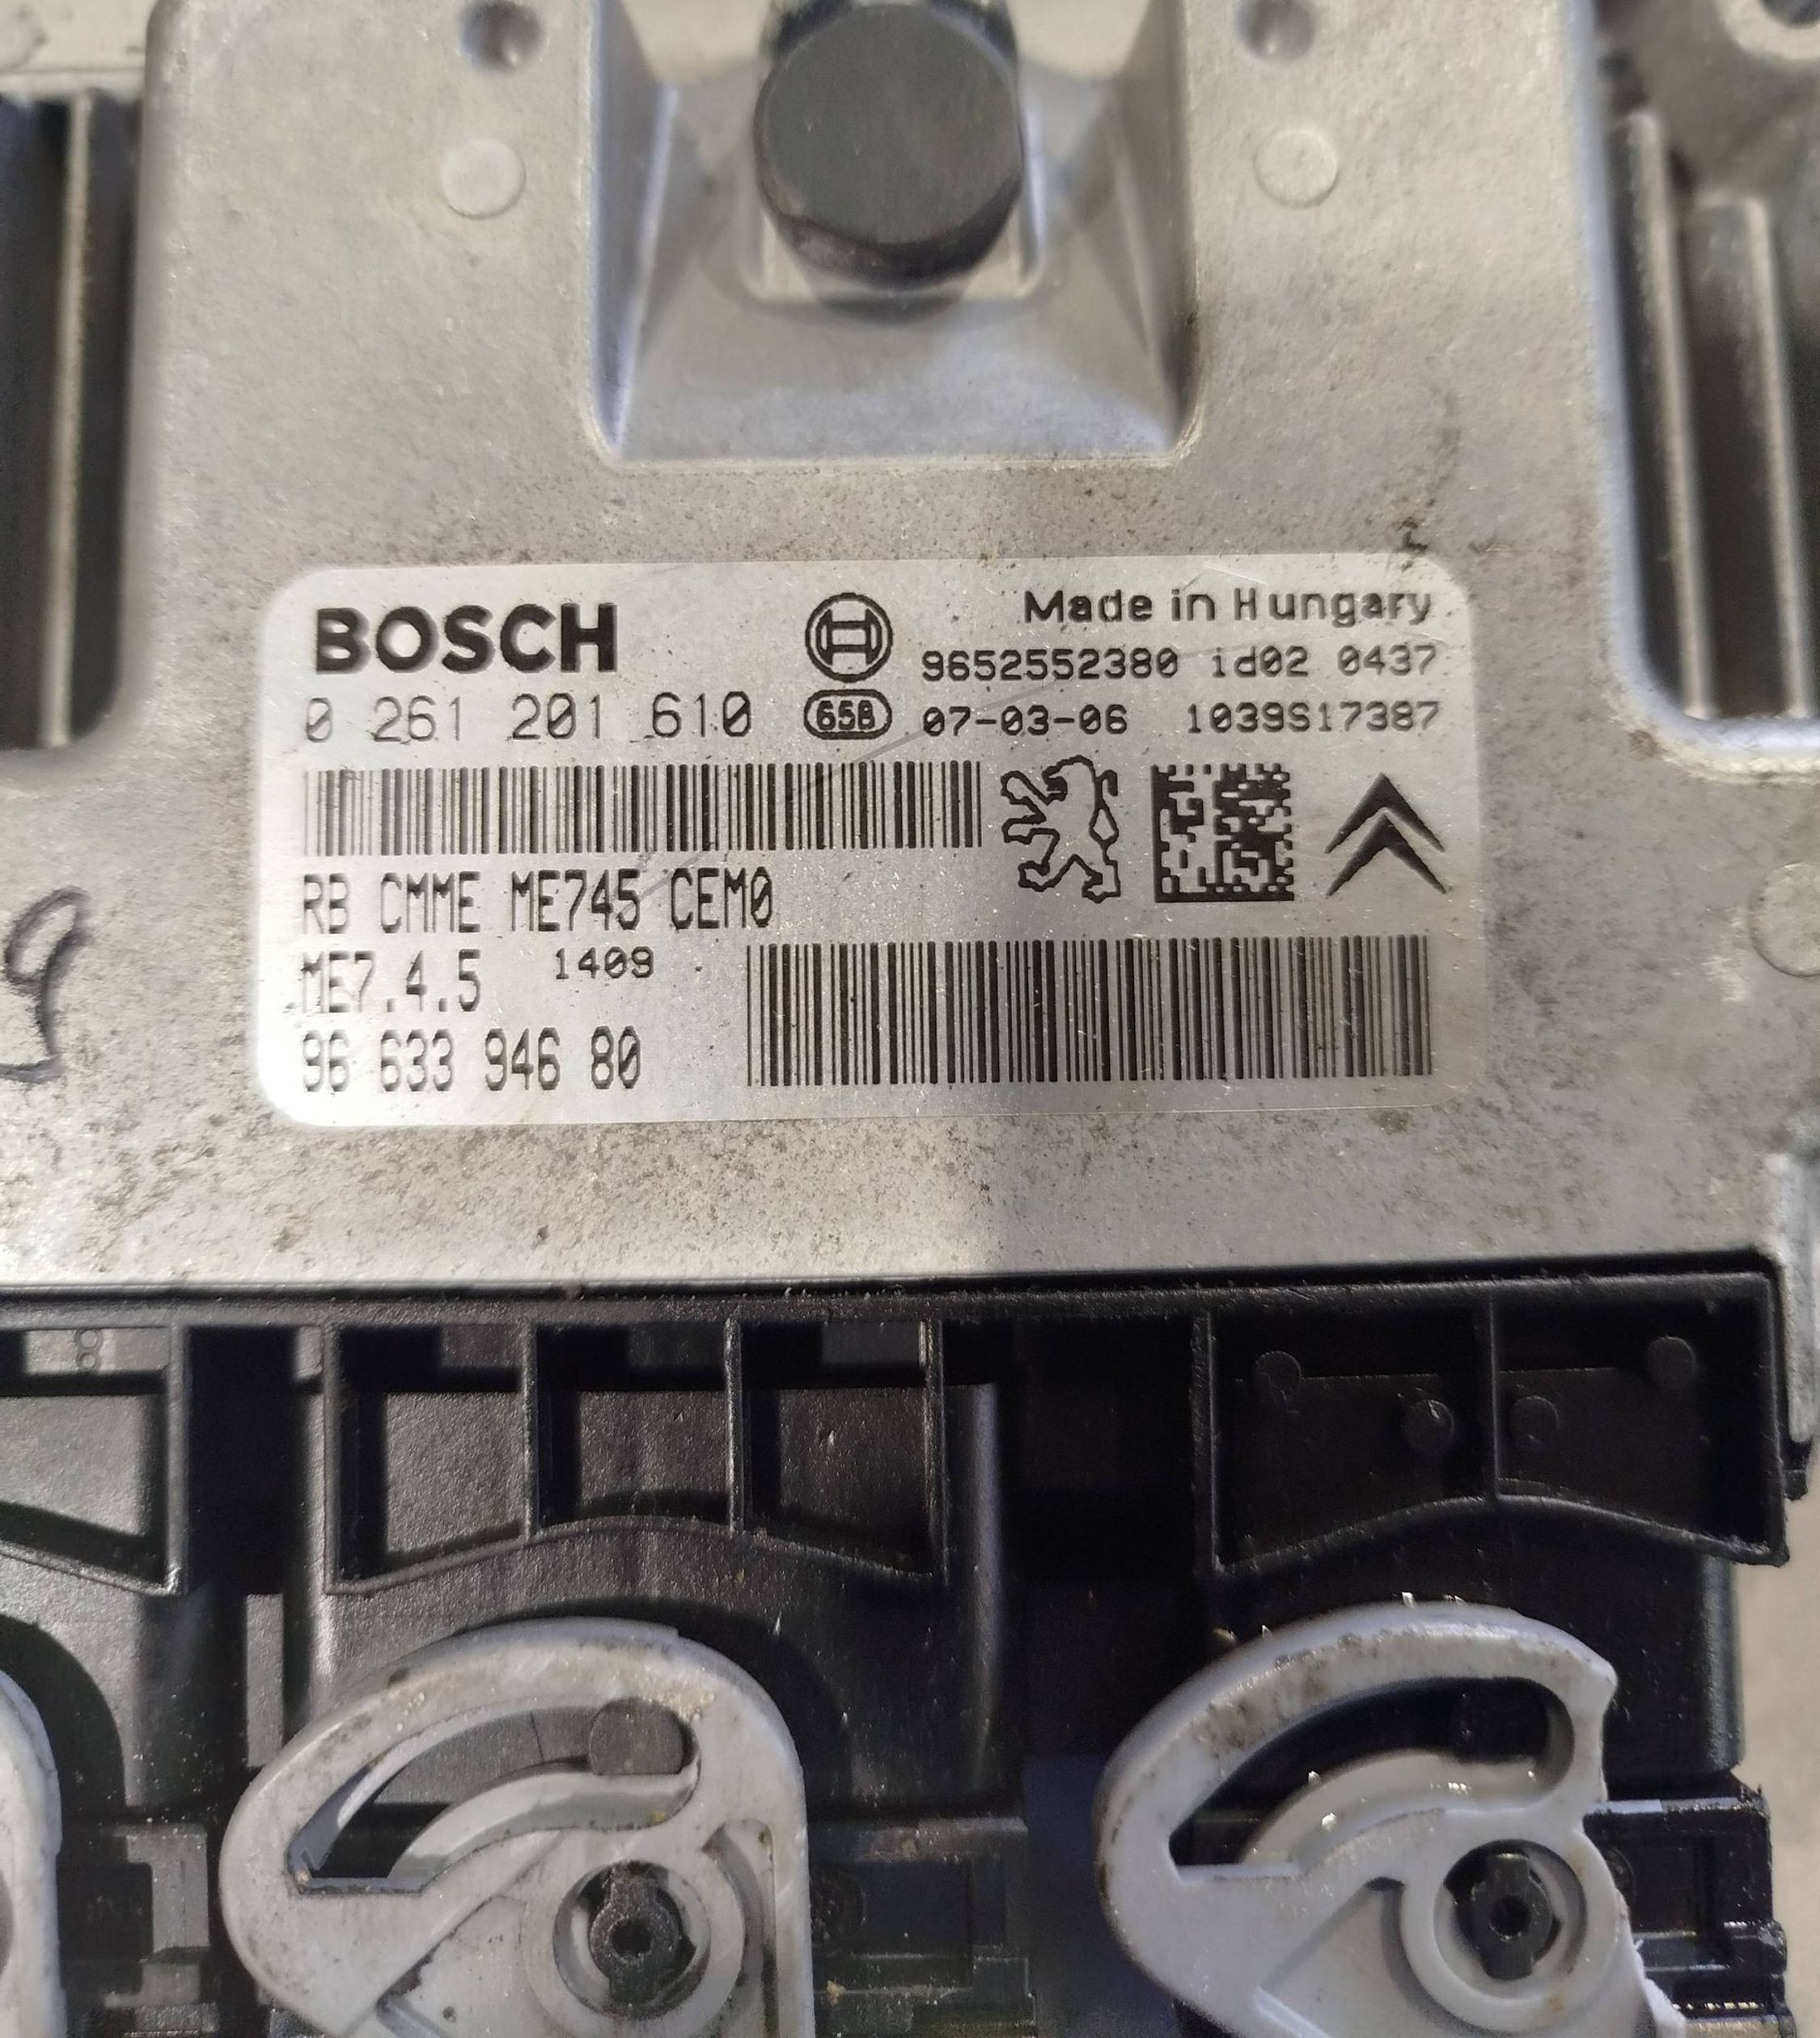 BOSCH
Made in Hungary
9652552380 id02 0437
0 261 201 610
658
07-03-06 1039S17387
RB CMME ME745 CEM0
ME7.4.5 1409
96 633 946 80